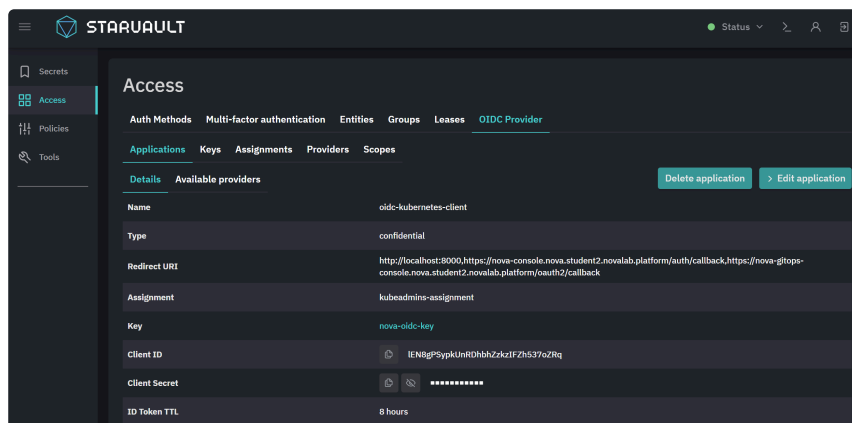 STARVAULT
Status
Secrets
Access
Policies
Tools
Access
Auth Methods Multi-factor authentication Entities Groups Leases OIDC Provider
Applications Keys Assignments Providers Scopes
Details Available providers Delete application > Edit application
Name oidc-kubernetes-client
Type confidential
Redirect URI http://localhost:8000,https://nova-console.nova.student2.novalab.platform/auth/callback,https://nova-gitops-
console.nova.student2.novalab.platform/oauth2/callback
Assignment kubeadmins-assignment
Key nova-oidc-key
Client ID lEN8gPSypkUnRDhbhZzkzIFZh537oZRq
Client Secret ▪▪▪▪▪▪▪▪▪▪▪
ID Token TTL 8 hours